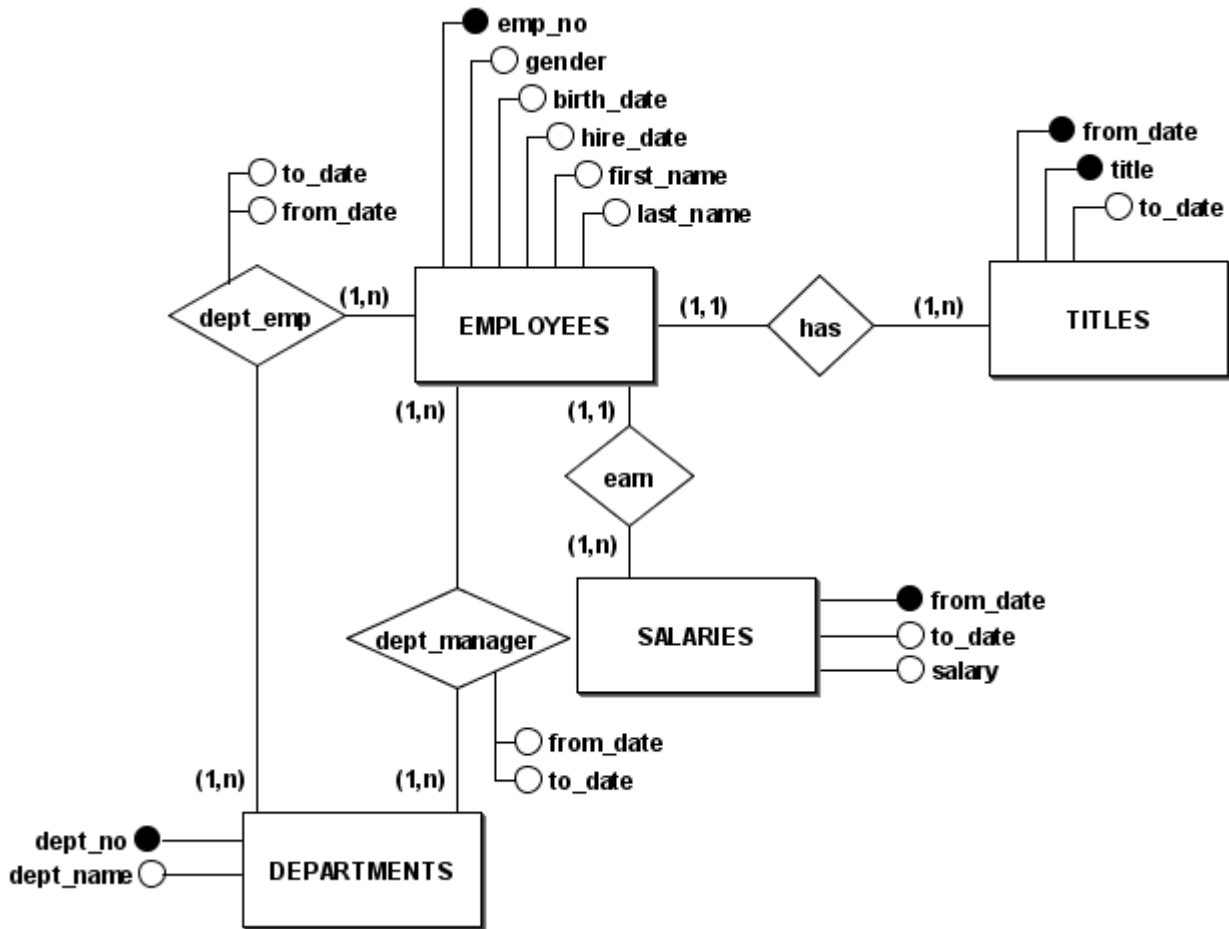 emp_no
gender
birth_date
hire_date
first_name
last_name
from_date
title
to_date
to_date
from_date
dept_emp
(1,n)
EMPLOYEES
(1,1)
has
(1,n)
TITLES
(1,n)
(1,1)
earn
(1,n)
dept_manager
SALARIES
from_date
to_date
salary
from_date
to_date
(1,n)
(1,n)
dept_no
dept_name
DEPARTMENTS